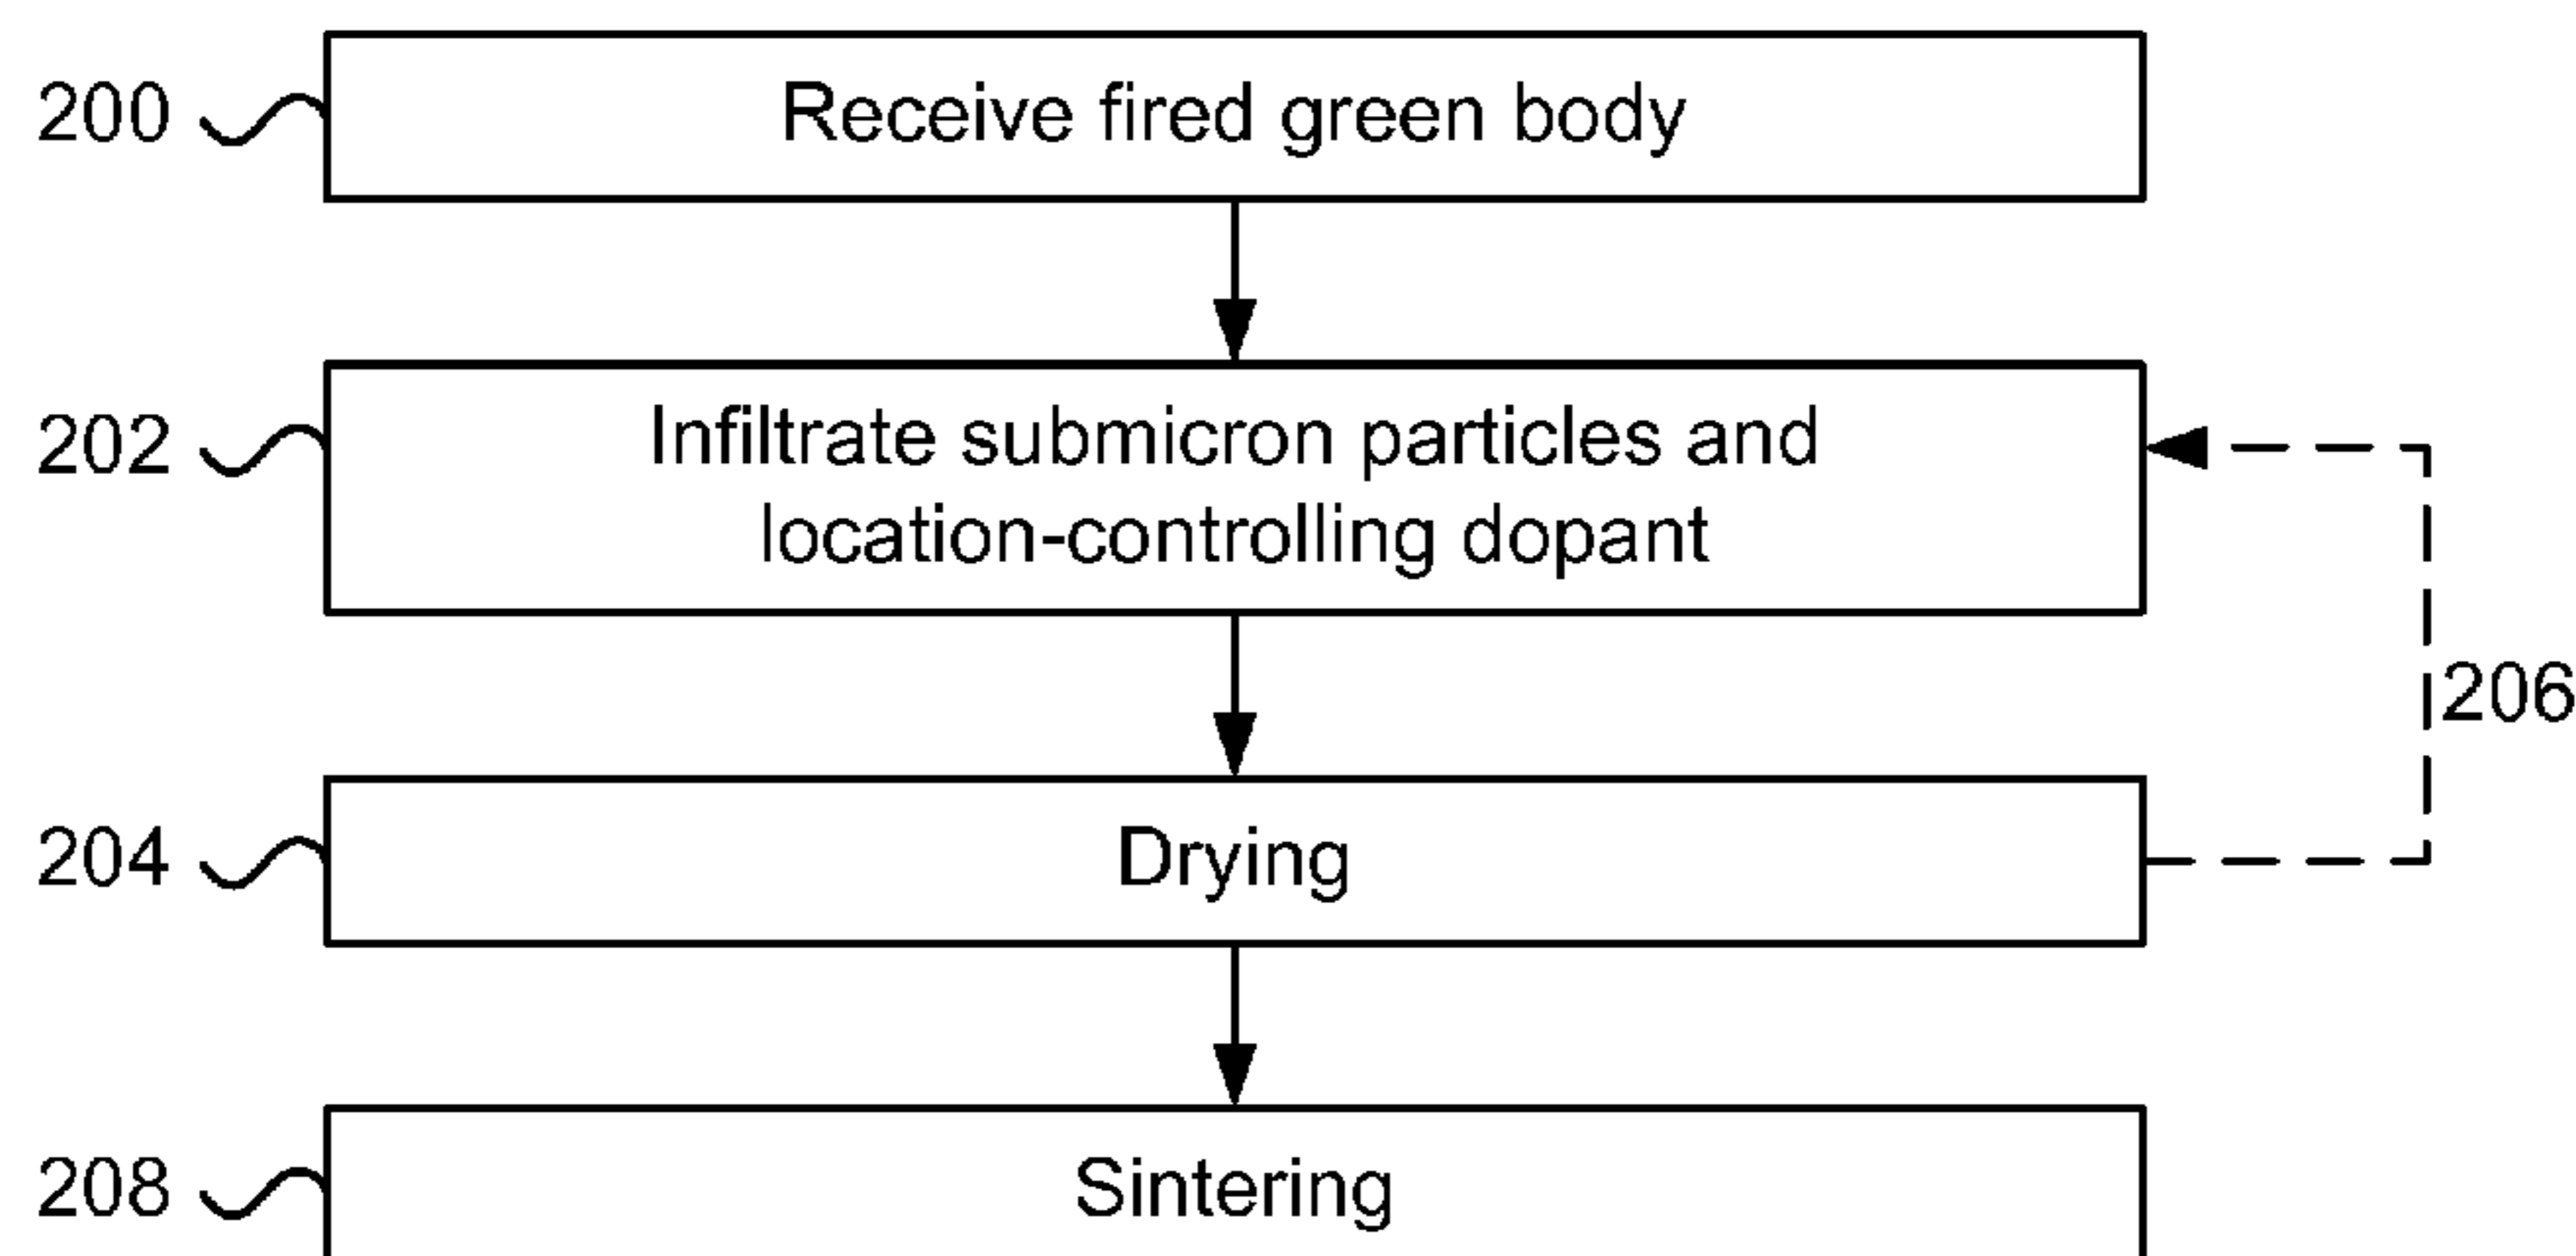 200 Receive fired green body
202 Infiltrate submicron particles and
location-controlling dopant
206
204 Drying
208 Sintering